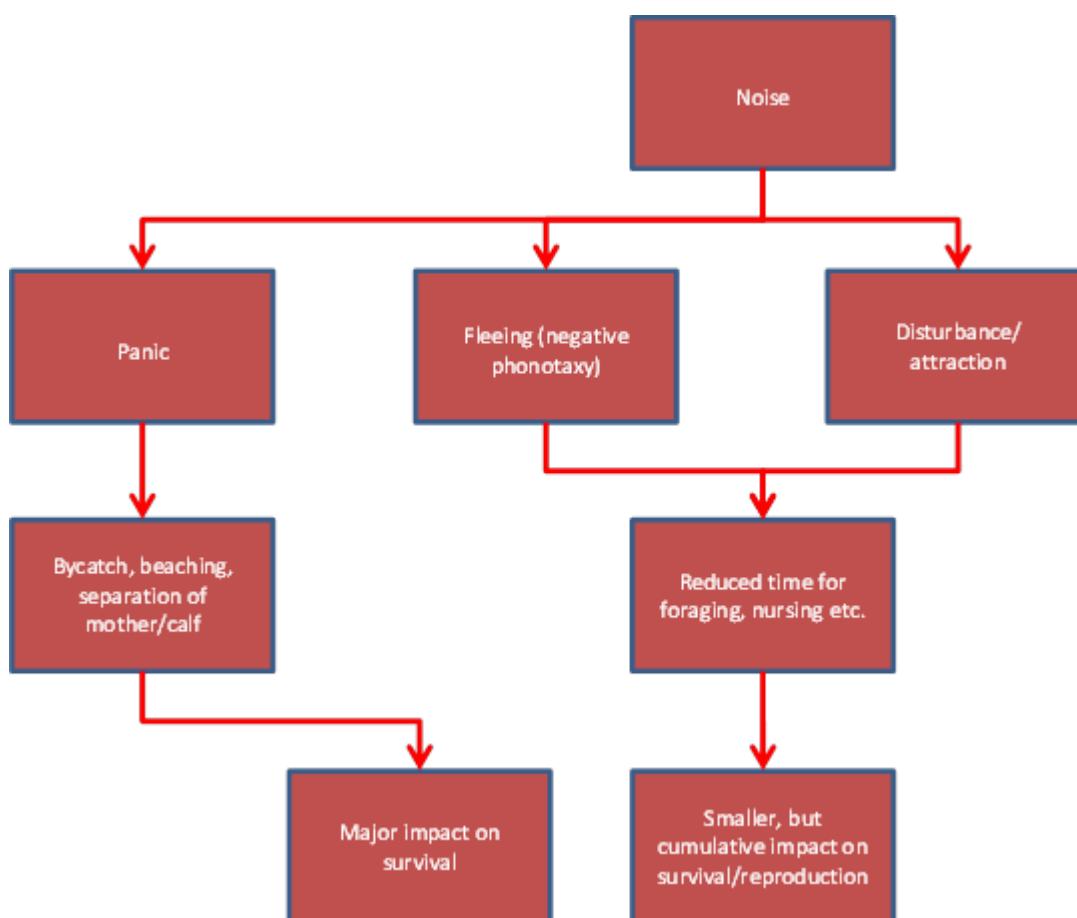 Noise
Panic
Fleeing (negative
phonotaxy)
Disturbance/
attraction
Bycatch, beaching,
separation of
mother/calf
Reduced time for
foraging, nursing etc.
Major impact on
survival
Smaller, but
cumulative impact on
survival/reproduction